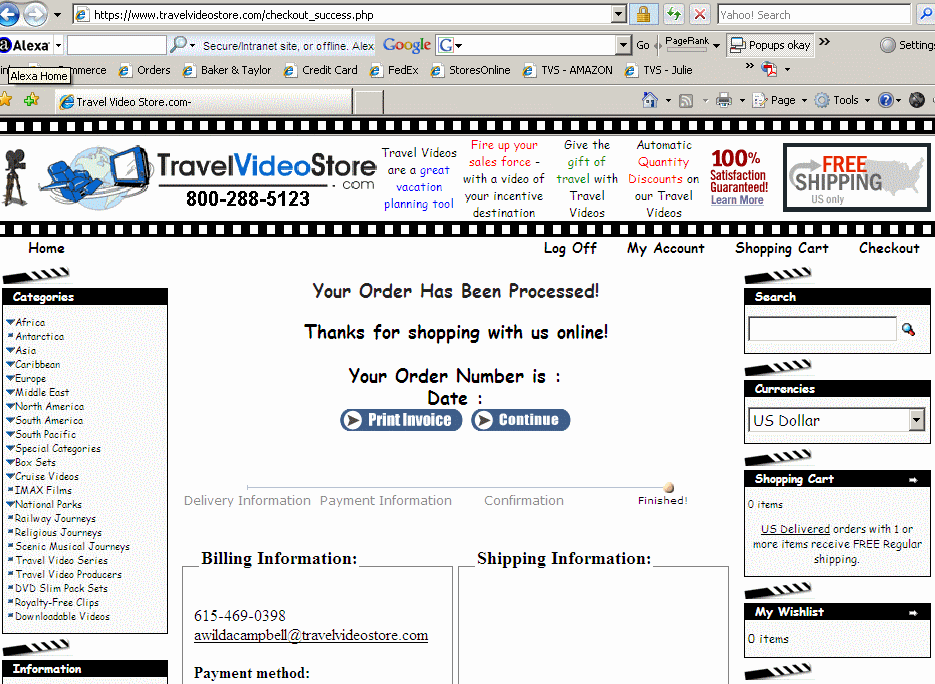 https://www.travelvideostore.com/checkout_success.php
Yahoo! Search
Alexa
Secure/Intranet site, or offline. Alex
Google
G
Go
PageRank
Popups okay
»
Setting
Alexa Home
mmerce
Orders
Baker & Taylor
Credit Card
FedEx
StoresOnline
TVS - AMAZON
TVS - Julie
»
Travel Video Store.com-
Page
Tools
TravelVideoStore
.com
800-288-5123
Travel Videos
are a great
vacation
planning tool
Fire up your
sales force -
with a video of
your incentive
destination
Give the
gift of
travel with
Travel
Videos
Automatic
Quantity
Discounts on
our Travel
Videos
100%
Satisfaction
Guaranteed!
Learn More
FREE
SHIPPING
US only
Home
Log Off
My Account
Shopping Cart
Checkout
Categories
Africa
Antarctica
Asia
Caribbean
Europe
Middle East
North America
South America
South Pacific
Special Categories
Box Sets
Cruise Videos
IMAX Films
National Parks
Railway Journeys
Religious Journeys
Scenic Musical Journeys
Travel Video Series
Travel Video Producers
DVD Slim Pack Sets
Royalty-Free Clips
Downloadable Videos
Information
Your Order Has Been Processed!
Thanks for shopping with us online!
Your Order Number is :
Date :
Print Invoice
Continue
Delivery Information
Payment Information
Confirmation
Finished!
Billing Information:
615-469-0398
awildacampbell@travelvideostore.com
Payment method:
Shipping Information:
Search
Currencies
US Dollar
Shopping Cart
0 items
US Delivered orders with 1 or
more items receive FREE Regular
shipping.
My Wishlist
0 items